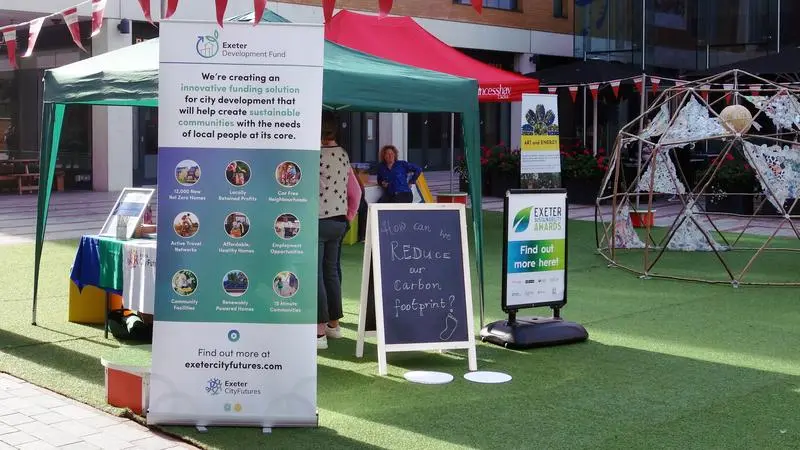 Exeter
Development Fund
We're creating an
innovative funding solution
for city development that
will help create sustainable
communities with the needs
of local people at its core.
12,000 New
Net Zero Homes
Locally
Retained Profits
Car Free
Neighbourhoods
Active Travel
Networks
Affordable,
Healthy Homes
Employment
Opportunities
Community
Facilities
Renewably
Powered Homes
15 Minute
Communities
Find out more at
exetercityfutures.com
Exeter
CityFutures
How can we
REDUCE
our
Carbon
footprint?
ART and ENERGY
EXETER
SUSTAINABILITY
AWARDS
Find out
more here!